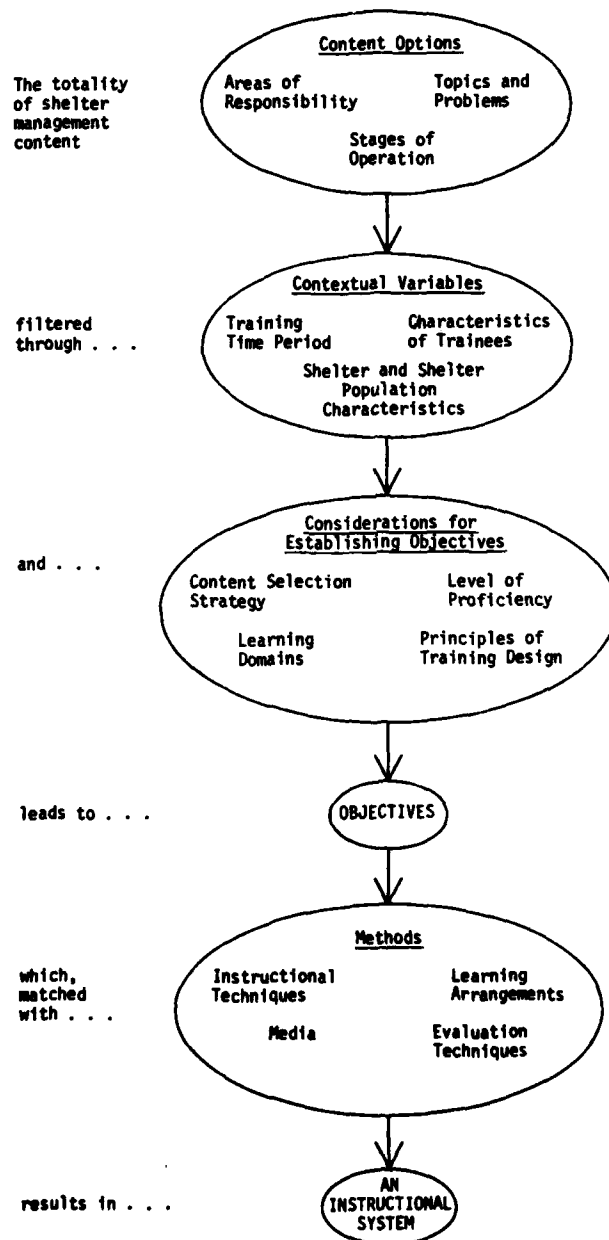 Content Options
The totality
of shelter
management
content
Areas of
Responsibility
Topics and
Problems
Stages of
Operation
Contextual Variables
filtered
through . . .
Training
Time Period
Characteristics
of Trainees
Shelter and Shelter
Population
Characteristics
Considerations for
Establishing Objectives
and . . .
Content Selection
Strategy
Level of
Proficiency
Learning
Domains
Principles of
Training Design
leads to . . .
OBJECTIVES
Methods
which,
matched
with . . .
Instructional
Techniques
Learning
Arrangements
Media
Evaluation
Techniques
results in . . .
AN
INSTRUCTIONAL
SYSTEM